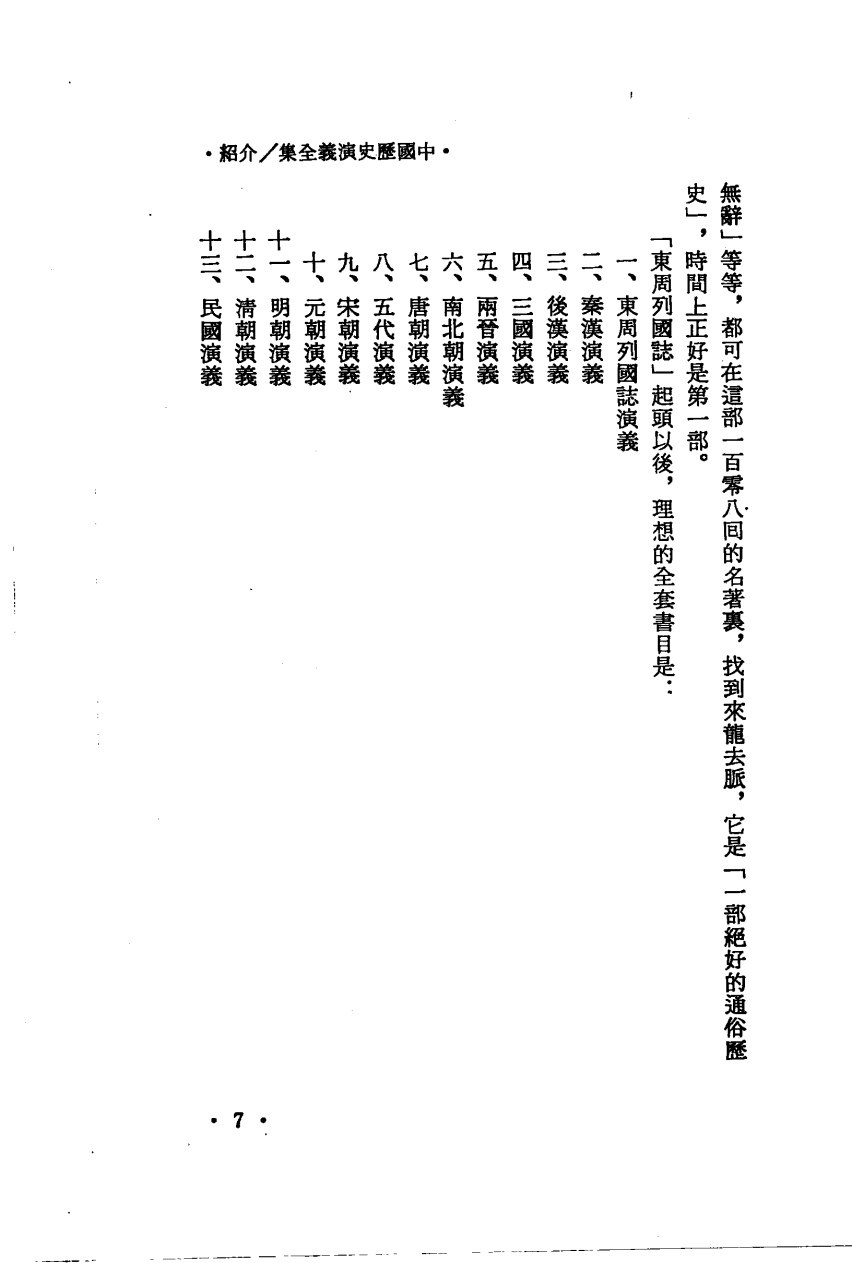 ・中國歷史演義全集／介紹・
無辭」等等，都可在這部一百零八回的名著裏，找到來龍去脈，它是「一部絕好的通俗歷
史」，時間上正好是第一部。
「東周列國誌」起頭以後，理想的全套書目是：
一、東周列國誌演義
二、秦漢演義
三、後漢演義
四、三國演義
五、兩晉演義
六、南北朝演義
七、唐朝演義
八、五代演義
九、宋朝演義
十、元朝演義
十一、明朝演義
十二、清朝演義
十三、民國演義
・7・